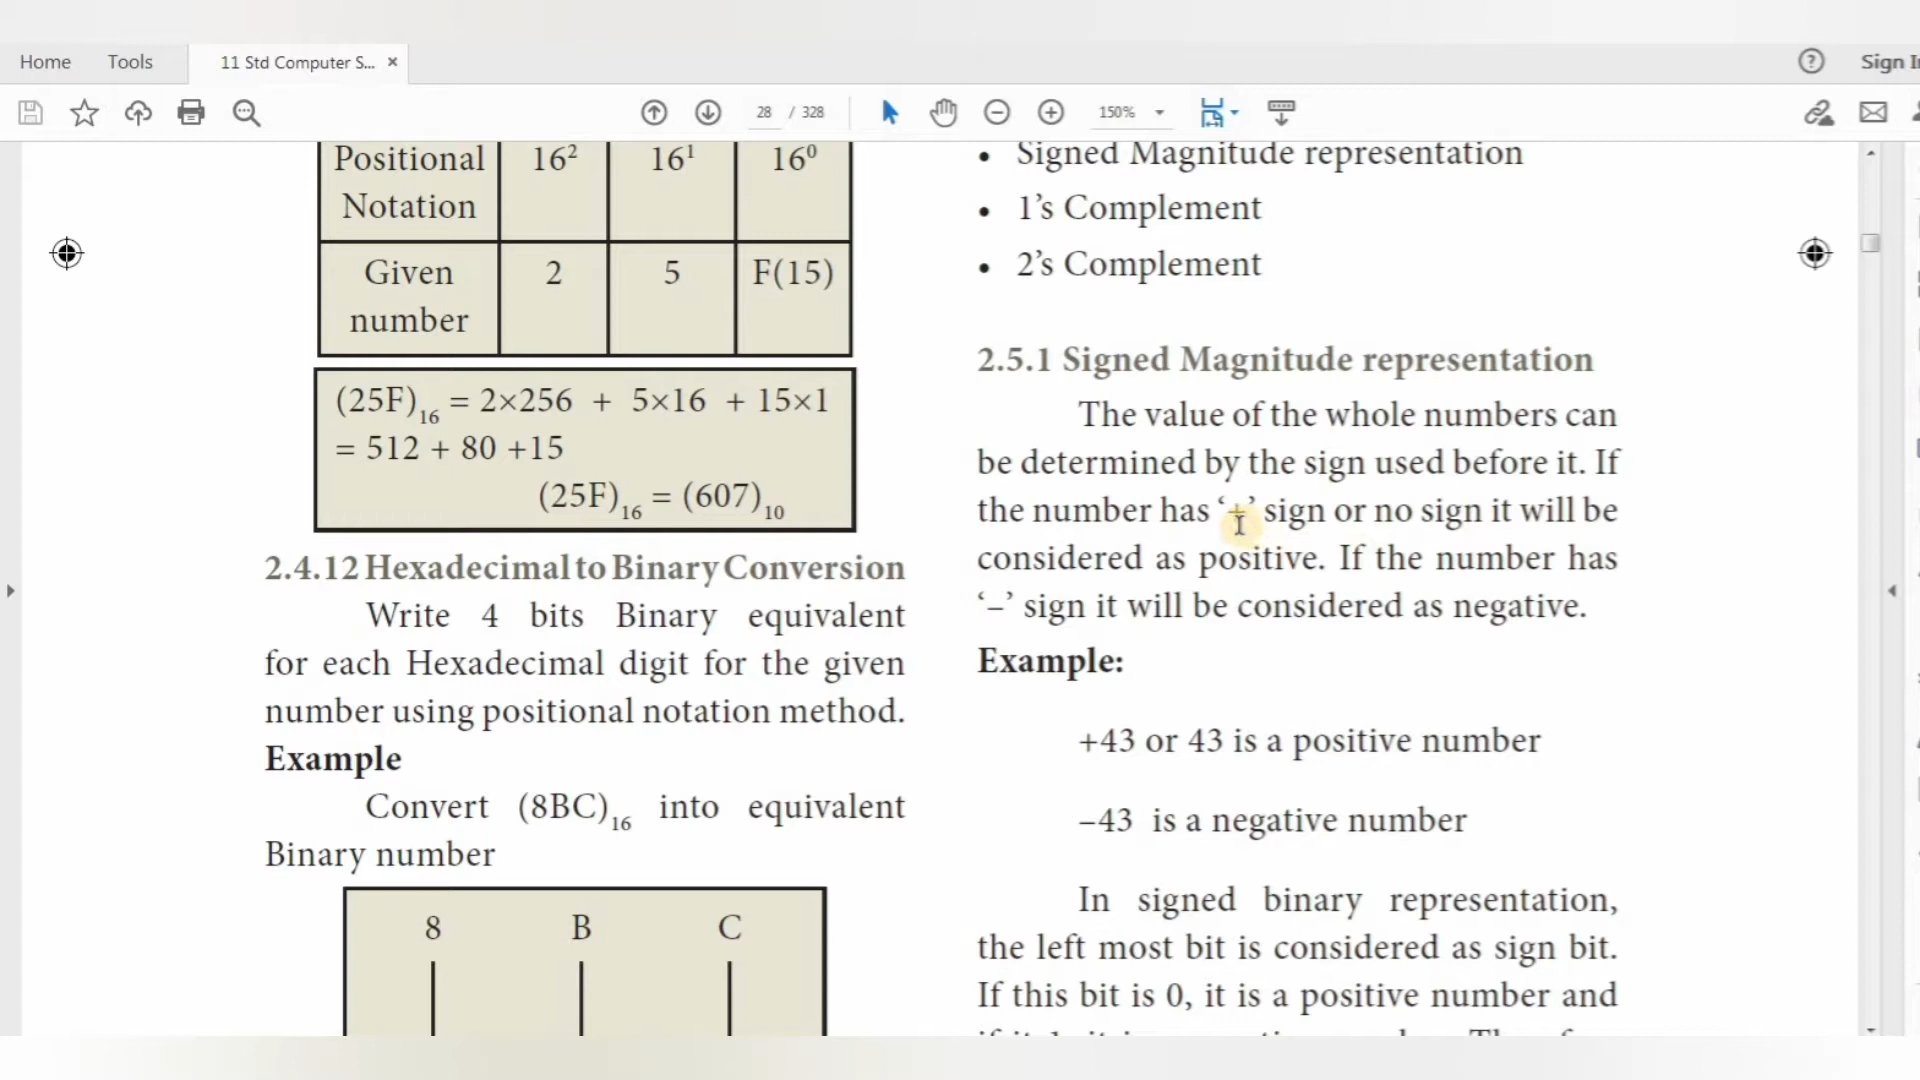 Home Tools 11 Std Computer S... ×
? Sign I
28 / 328 150%
Positional 16² 16¹ 16⁰
Notation
Given 2 5 F(15)
number
(25F)₁₆ = 2×256 + 5×16 + 15×1
= 512 + 80 +15
(25F)₁₆ = (607)₁₀
2.4.12 Hexadecimal to Binary Conversion
Write 4 bits Binary equivalent
for each Hexadecimal digit for the given
number using positional notation method.
Example
Convert (8BC)₁₆ into equivalent
Binary number
8 B C
• Signed Magnitude representation
• 1’s Complement
• 2’s Complement
2.5.1 Signed Magnitude representation
The value of the whole numbers can
be determined by the sign used before it. If
the number has ‘+’ sign or no sign it will be
considered as positive. If the number has
‘–’ sign it will be considered as negative.
Example:
+43 or 43 is a positive number
–43 is a negative number
In signed binary representation,
the left most bit is considered as sign bit.
If this bit is 0, it is a positive number and